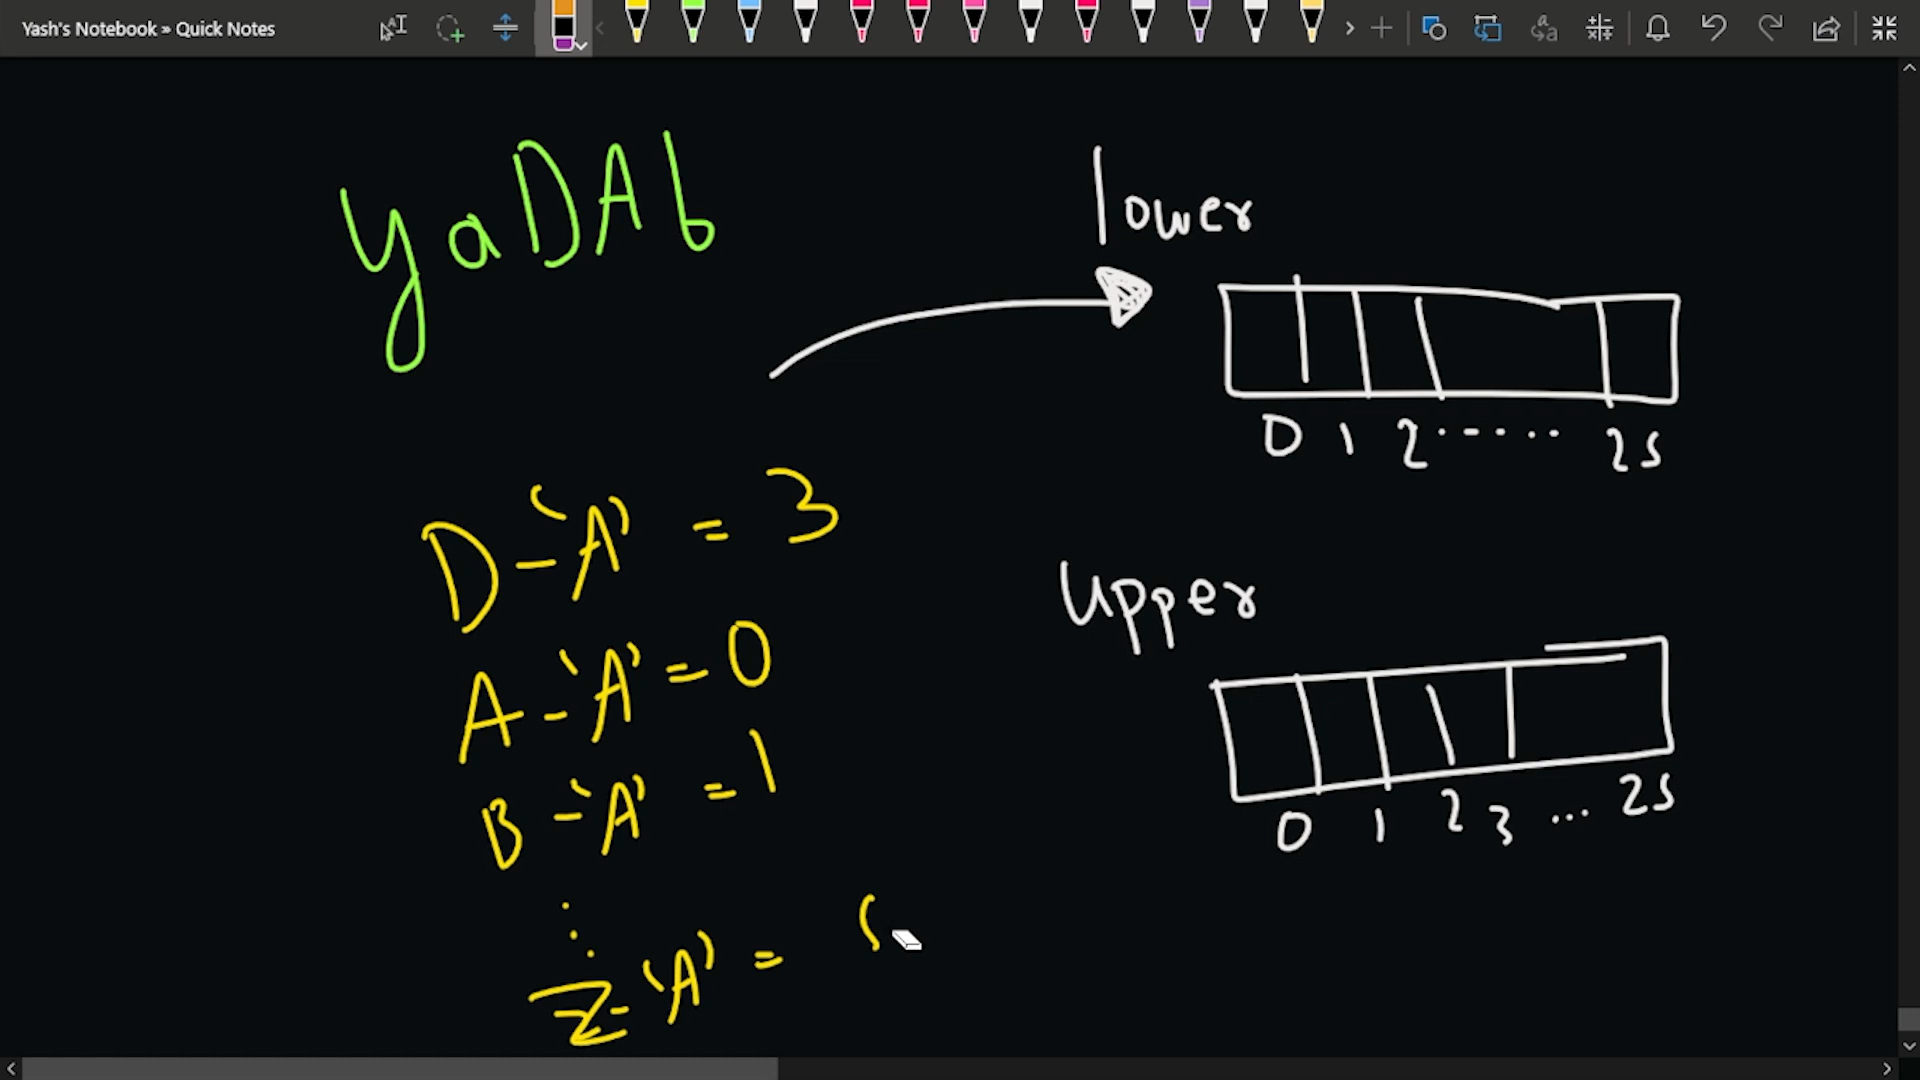 Yash's Notebook » Quick Notes
yaDAb
lower
0 1 2 ..... 25
D - 'A' = 3
A - 'A' = 0
B - 'A' = 1
Z - 'A' =
Upper
0 1 2 3 ... 25